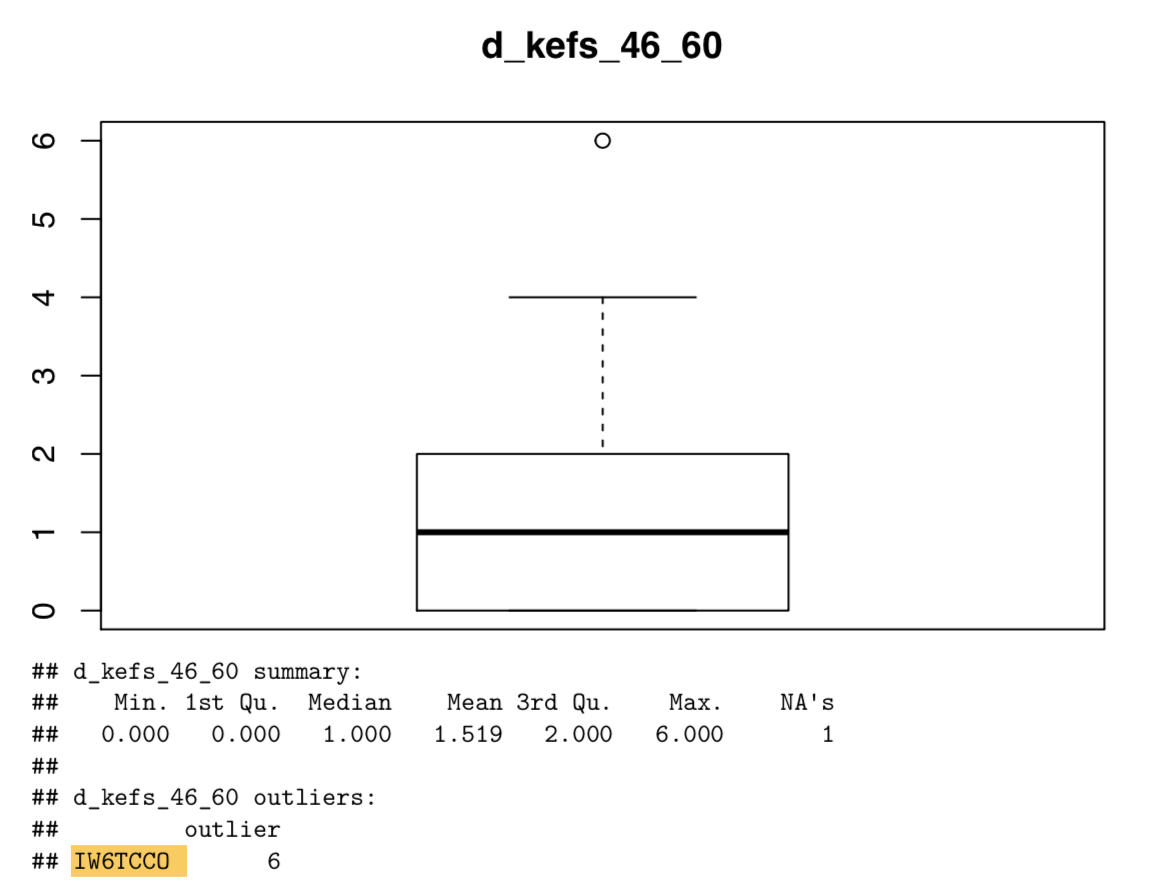 d_kefs_46_60
6
5
4
3
2
1
0
## d_kefs_46_60 summary:
##    Min. 1st Qu.  Median    Mean 3rd Qu.    Max.    NA's
##   0.000   0.000   1.000   1.519   2.000   6.000       1
##
## d_kefs_46_60 outliers:
##         outlier
## IW6TCCO       6